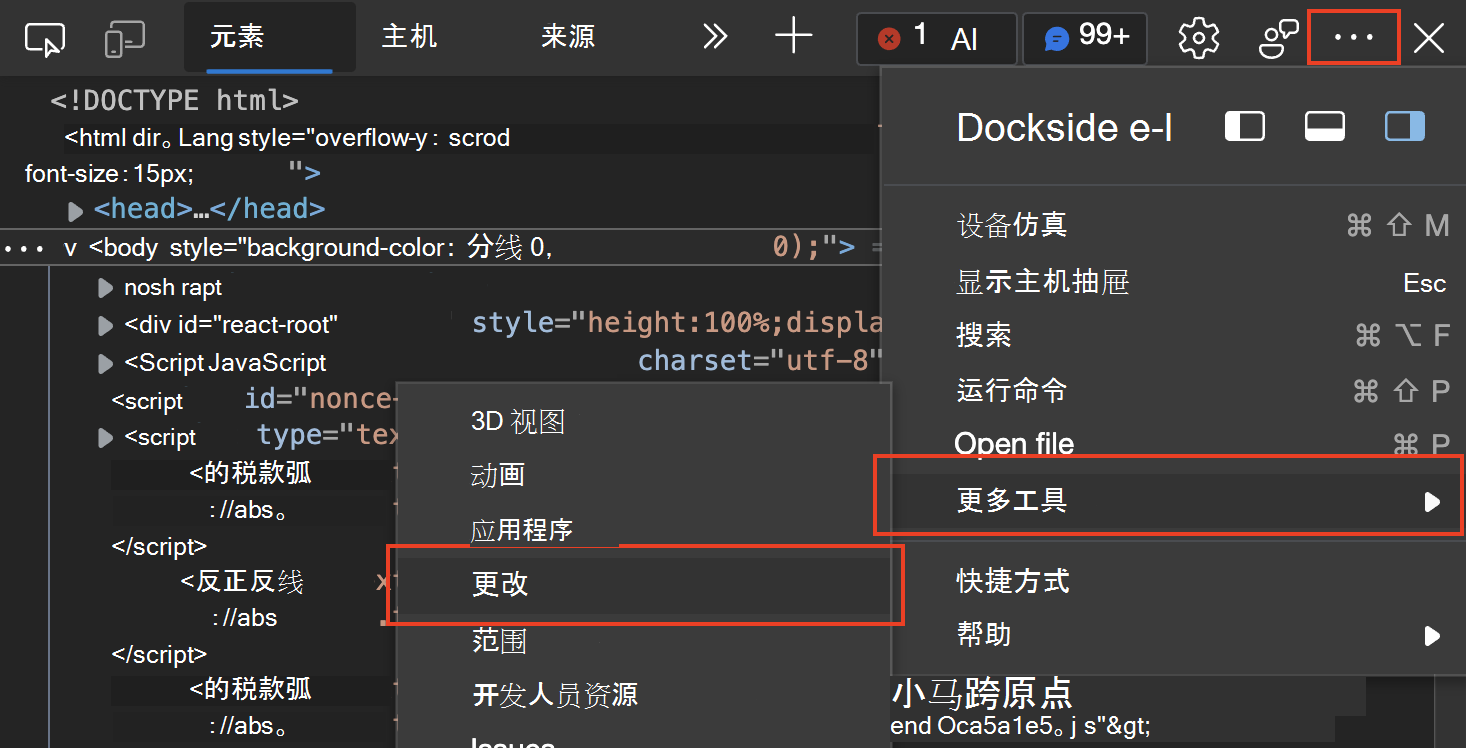 元素 主机 来源 1 AI 99+
<!DOCTYPE html>
<html dir。Lang style="overflow-y: scrod
font-size: 15px; ">
<head>…</head>
v <body style="background-color: 分线 0, 0);"> =
nosh rapt
<div id="react-root" style="height:100%;displa
<Script JavaScript charset="utf-8"
<script id="nonce-
<script type="tex
<的税款弧
://abs。
</script>
<反正反线 x
://abs
</script>
<的税款弧
://abs。
Dockside e-l
设备仿真 ⌘ ⇧ M
显示主机抽屉 Esc
搜索 ⌘ ⌥ F
运行命令 ⌘ ⇧ P
Open file ⌘ P
更多工具
快捷方式
帮助
3D 视图
动画
应用程序
更改
范围
开发人员资源
Issues
小马跨原点
end Oca5a1e5。j s"&gt;